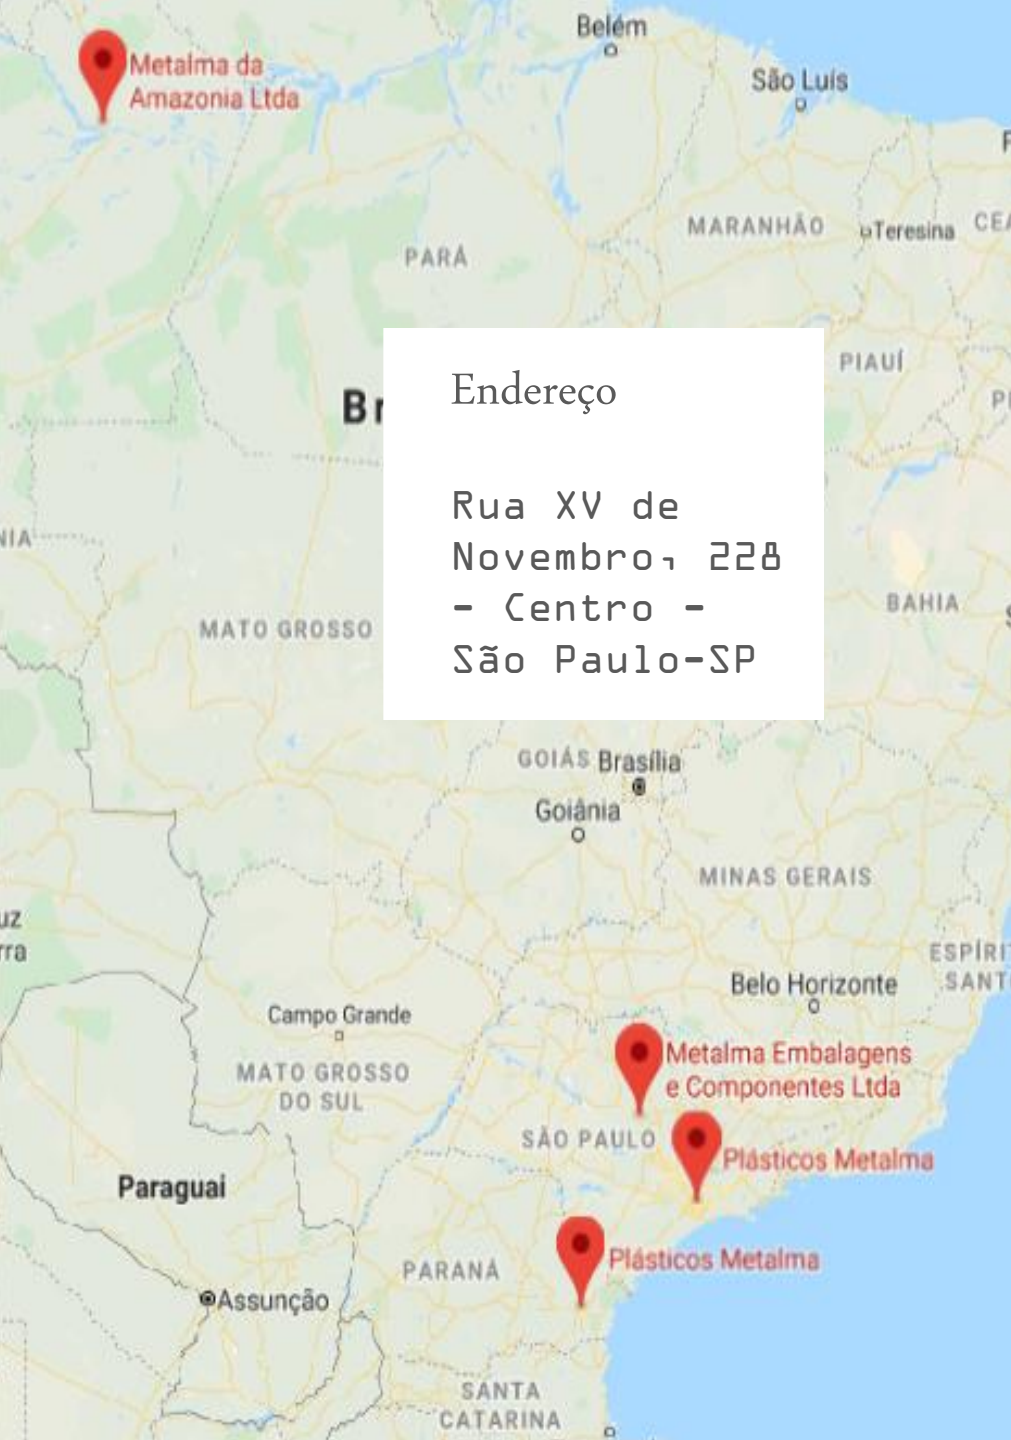 Belém
Metalma da
Amazonia Ltda
São Luís
MARANHÃO
Teresina
PARÁ
PIAUÍ
Endereço
Rua XV de
Novembro, 228
- Centro -
São Paulo-SP
BAHIA
MATO GROSSO
GOIÁS
Brasília
Goiânia
MINAS GERAIS
Belo Horizonte
Campo Grande
MATO GROSSO
DO SUL
Metalma Embalagens
e Componentes Ltda
SÃO PAULO
Plásticos Metalma
Paraguai
Plásticos Metalma
PARANÁ
Assunção
SANTA
CATARINA